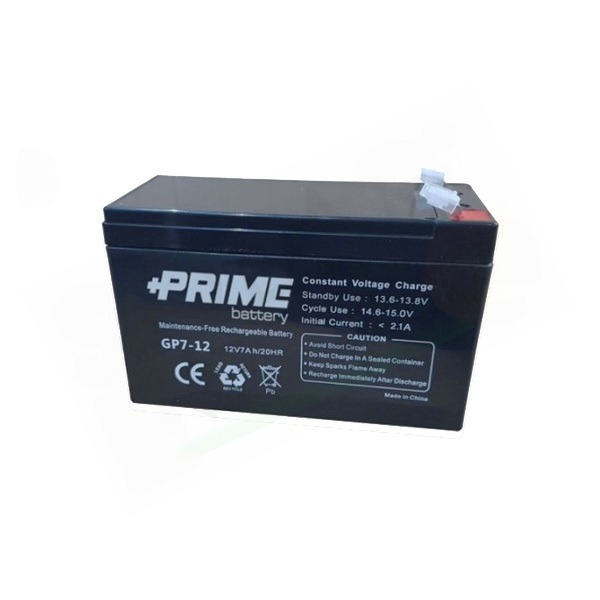 +PRIME
battery
Maintenance-Free Rechargeable Battery
GP7-12 12V7Ah/20HR
CE
LEAD
RECYCLE
Pb
Constant Voltage Charge
Standby Use : 13.6-13.8V
Cycle Use : 14.6-15.0V
Initial Current : < 2.1A
CAUTION
• Avoid Short Circuit
• Do Not Charge In A Sealed Container
• Keep Sparks Flame Away
• Recharge Immediately After Discharge
Made in China